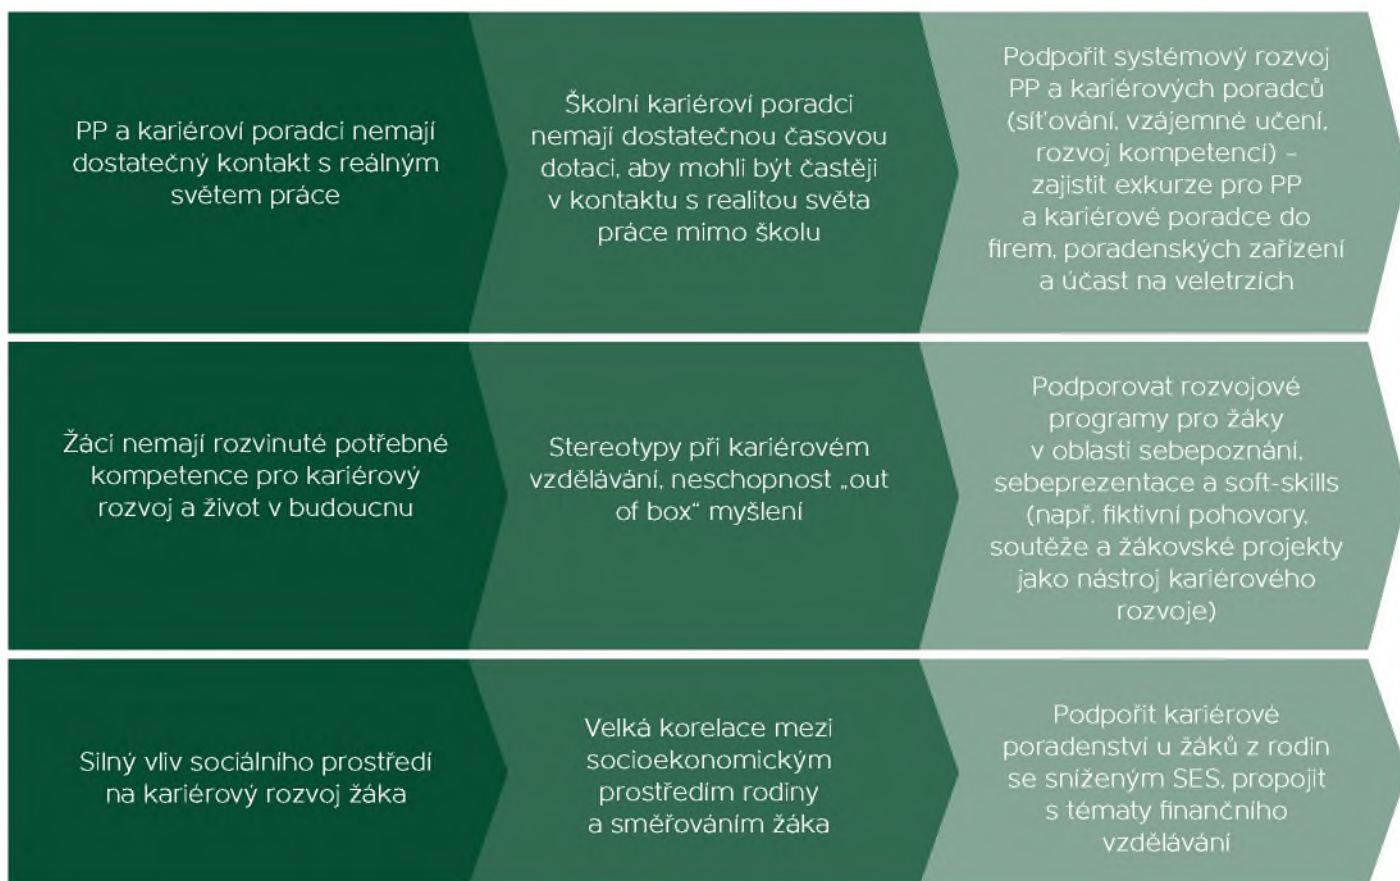 PP a kariéroví poradci nemají
dostatečný kontakt s reálným
světem práce
Školní kariéroví poradci
nemají dostatečnou časovou
dotaci, aby mohli být častěji
v kontaktu s realitou světa
práce mimo školu
Podpořit systémový rozvoj
PP a kariérových poradců
(síťování, vzájemné učení,
rozvoj kompetencí) –
zajistit exkurze pro PP
a kariérové poradce do
firem, poradenských zařízení
a účast na veletrzích
Žáci nemají rozvinuté potřebné
kompetence pro kariérový
rozvoj a život v budoucnu
Stereotypy při kariérovém
vzdělávání, neschopnost „out
of box“ myšlení
Podporovat rozvojové
programy pro žáky
v oblasti sebepoznání,
sebeprezentace a soft-skills
(např. fiktivní pohovory,
soutěže a žákovské projekty
jako nástroj kariérového
rozvoje)
Silný vliv sociálního prostředí
na kariérový rozvoj žáka
Velká korelace mezi
socioekonomickým
prostředím rodiny
a směřováním žáka
Podpořit kariérové
poradenství u žáků z rodin
se sníženým SES, propojit
s tématy finančního
vzdělávání